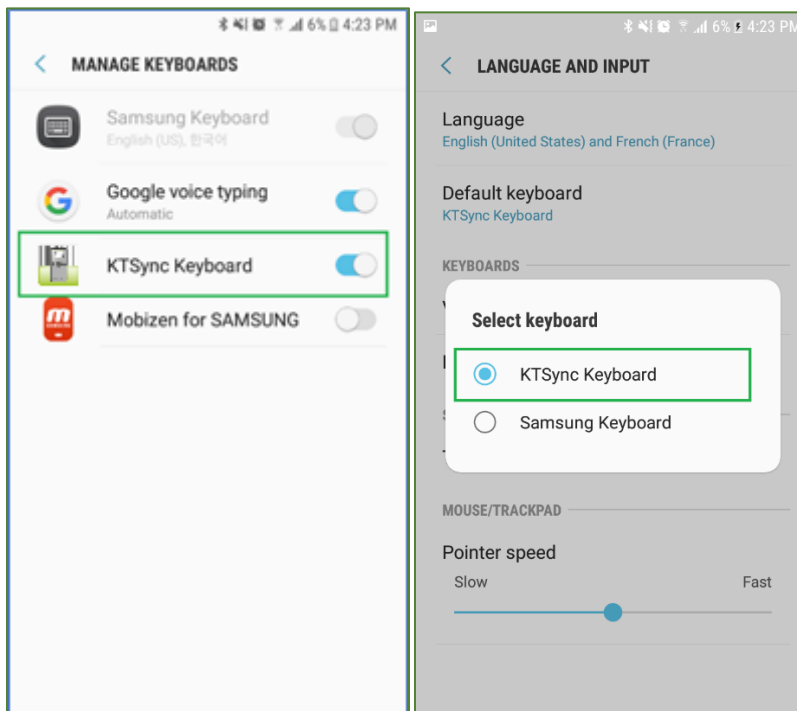 6% 4:23 PM
MANAGE KEYBOARDS
Samsung Keyboard
English (US), 한국어
Google voice typing
Automatic
KTSync Keyboard
Mobizen for SAMSUNG
6% 4:23 PM
LANGUAGE AND INPUT
Language
English (United States) and French (France)
Default keyboard
KTSync Keyboard
KEYBOARDS
Select keyboard
KTSync Keyboard
Samsung Keyboard
MOUSE/TRACKPAD
Pointer speed
Slow Fast